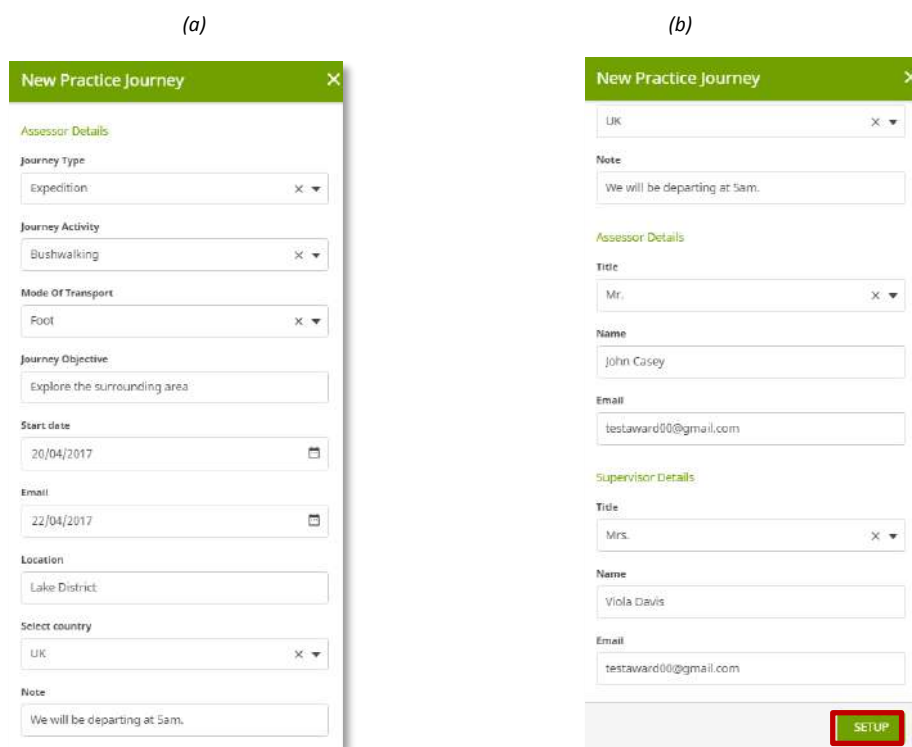 (a)
New Practice Journey
Assessor Details
Journey Type
Expedition
Journey Activity
Bushwalking
Mode Of Transport
Foot
Journey Objective
Explore the surrounding area
Start date
20/04/2017
Email
22/04/2017
Location
Lake District
Select country
UK
Note
We will be departing at 5am.
(b)
New Practice Journey
UK
Note
We will be departing at 5am.
Assessor Details
Title
Mr.
Name
John Casey
Email
testaward00@gmail.com
Supervisor Details
Title
Mrs.
Name
Viola Davis
Email
testaward00@gmail.com
SETUP